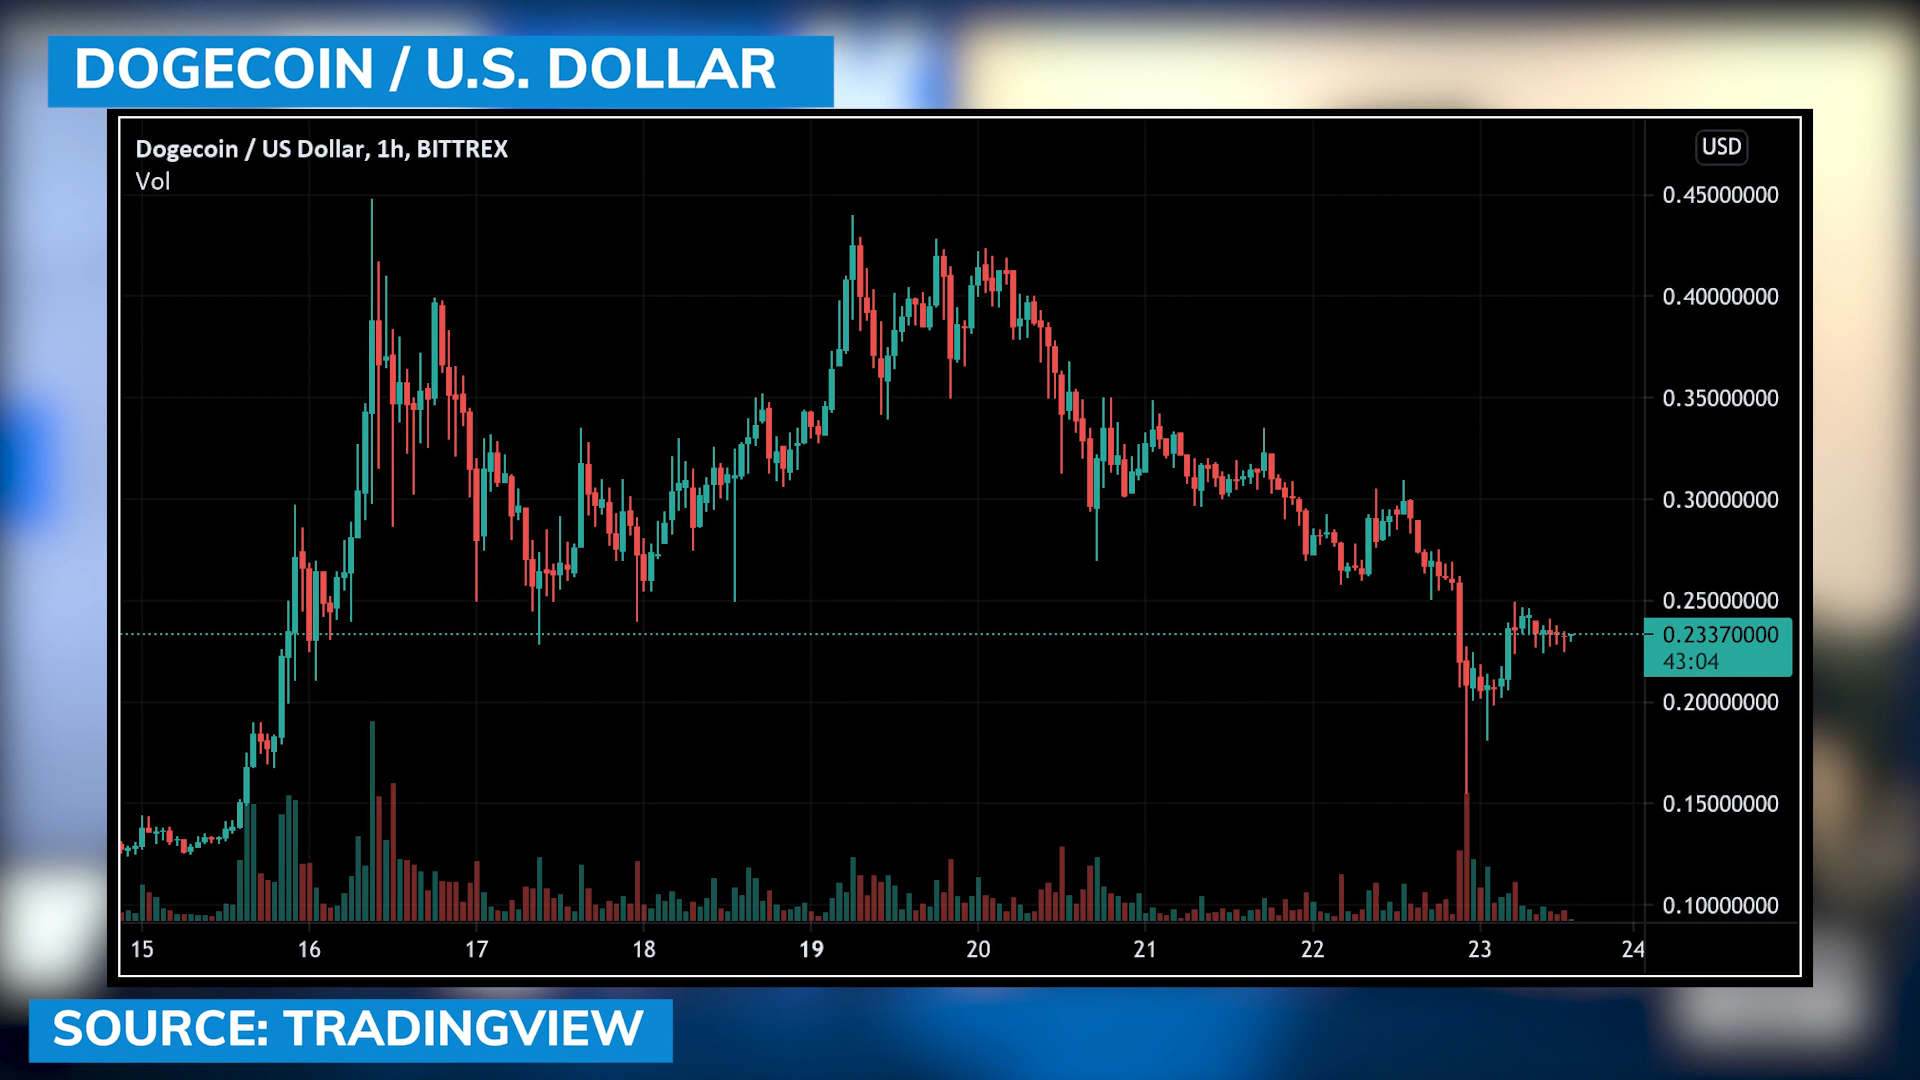 DOGECOIN / U.S. DOLLAR
Dogecoin / US Dollar, 1h, BITTREX
Vol
USD
0.45000000
0.40000000
0.35000000
0.30000000
0.25000000
0.23370000
43:04
0.20000000
0.15000000
0.10000000
15 16 17 18 19 20 21 22 23 24
SOURCE: TRADINGVIEW